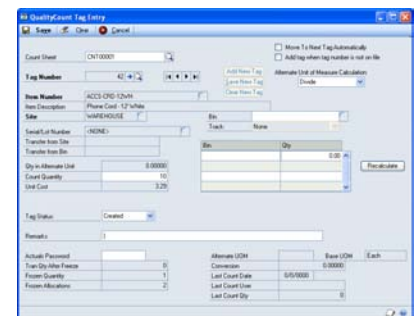 QualityCount Tag Entry
Save Clear Cancel
Count Sheet CNT00001
Move To Next Tag Automatically
Add tag when tag number is not on file
Tag Number 42
Add New Tag
Save New Tag
Clear New Tag
Alternate Unit of Measure Calculation
Divide
Item Number ACCS-CRD-12WH
Item Description Phone Cord - 12' White
Site WAREHOUSE
Bin
Track: None
Serial/Lot Number <NONE>
Transfer from Site
Transfer from Bin
Bin Qty
0.00
Recalculate
Qty in Alternate Unit 0.00000
Count Quantity 10
Unit Cost 3.29
Tag Status Created
Remarks
Actuals Password
Alternate UOM
Base UOM Each
Tran Qty After Freeze 0
Conversion 0.00000
Frozen Quantity 1
Last Count Date 0/0/0000
Frozen Allocations 2
Last Count User
Last Count Qty 0